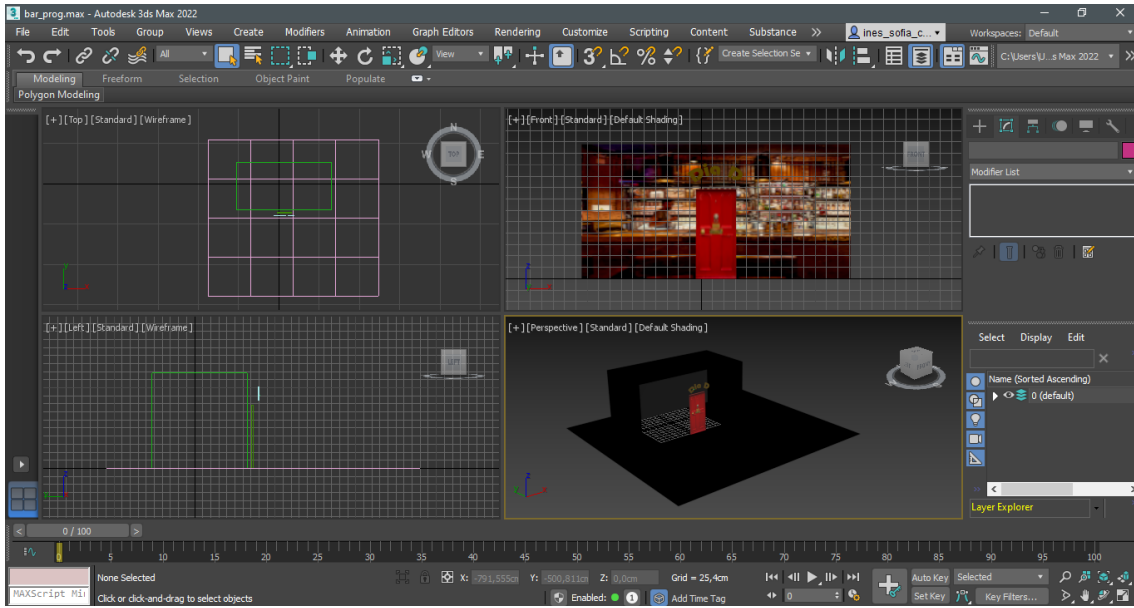 bar_prog.max - Autodesk 3ds Max 2022
File Edit Tools Group Views Create Modifiers Animation Graph Editors Rendering Customize Scripting Content Substance ines_sofia_c... Workspaces: Default
All View Create Selection Se C:\Users\U...s Max 2022
Modeling Freeform Selection Object Paint Populate
Polygon Modeling
[+] [Top ] [Standard ] [Wireframe ] [+] [Front ] [Standard ] [Default Shading ]
N
W TOP E
S
FRONT
Modifier List
y
z x
z
x
[+] [Left ] [Standard ] [Wireframe ] [+] [Perspective ] [Standard ] [Default Shading ]
LEFT
Select Display Edit
Name (Sorted Ascending)
0 (default)
z
Layer Explorer
0 / 100
0 5 10 15 20 25 30 35 40 45 50 55 60 65 70 75 80 85 90 95 100
None Selected X: -791,555cm Y: -500,811cm Z: 0,0cm Grid = 25,4cm Auto Key Selected
MAXScript Mi Click or click-and-drag to select objects Enabled: 1 Add Time Tag 0 Set Key Key Filters...